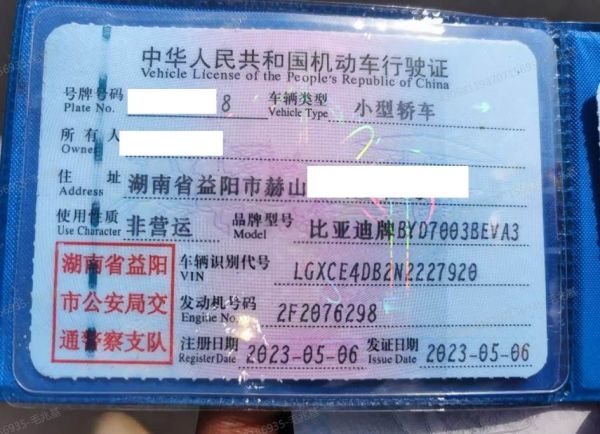 中华人民共和国机动车行驶证
Vehicle License of the People's Republic of China
号牌号码 8 车辆类型 小型轿车
Plate No. Vehicle Type
所有人
Owner
住址 湖南省益阳市赫山
Address
使用性质 非营运 品牌型号 比亚迪牌BYD7003BEVA3
Use Character Model
湖南省益阳
市公安局交
通警察支队
车辆识别代号 LGXCE4DB2N2227920
VIN
发动机号码 2F2076298
Engine No.
注册日期 2023-05-06 发证日期 2023-05-06
Register Date Issue Date
6935-毛兆基